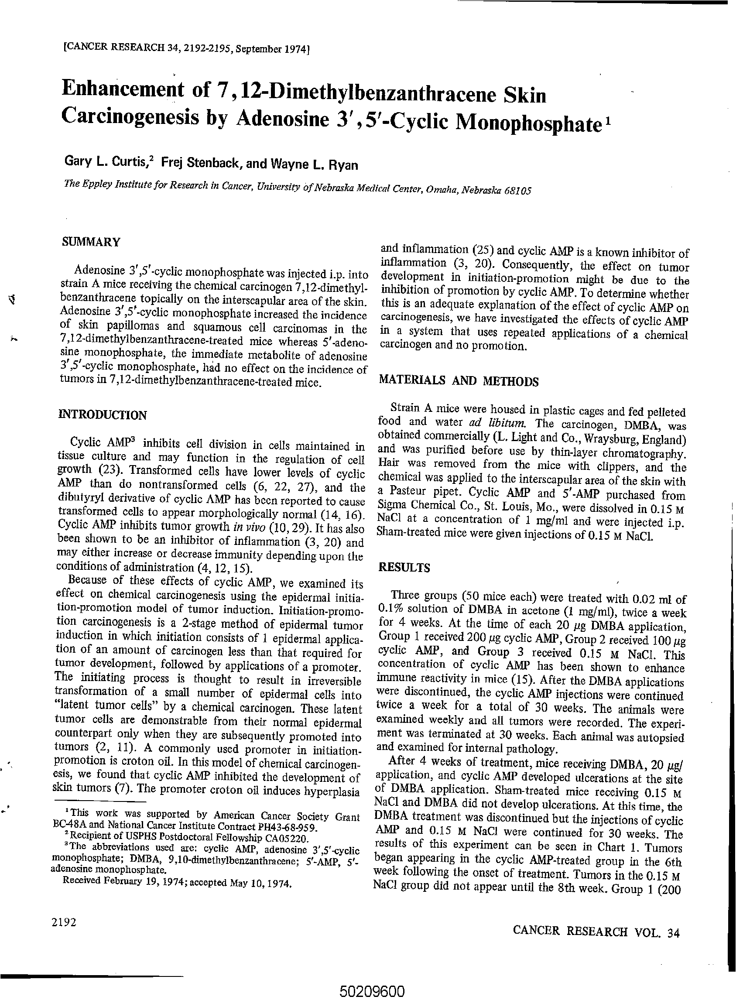 [CANCER RESEARCH 34, 2192-2195, September 1974]
Enhancement of 7,12-Dimethylbenzanthracene Skin
Carcinogenesis by Adenosine 3′,5′-Cyclic Monophosphate¹
Gary L. Curtis,² Frej Stenback, and Wayne L. Ryan
The Eppley Institute for Research in Cancer, University of Nebraska Medical Center, Omaha, Nebraska 68105
SUMMARY
Adenosine 3′,5′-cyclic monophosphate was injected i.p. into
strain A mice receiving the chemical carcinogen 7,12-dimethyl-
benzanthracene topically on the interscapular area of the skin.
Adenosine 3′,5′-cyclic monophosphate increased the incidence
of skin papillomas and squamous cell carcinomas in the
7,12-dimethylbenzanthracene-treated mice whereas 5′-adeno-
sine monophosphate, the immediate metabolite of adenosine
3′,5′-cyclic monophosphate, had no effect on the incidence of
tumors in 7,12-dimethylbenzanthracene-treated mice.
INTRODUCTION
Cyclic AMP³ inhibits cell division in cells maintained in
tissue culture and may function in the regulation of cell
growth (23). Transformed cells have lower levels of cyclic
AMP than do nontransformed cells (6, 22, 27), and the
dibutyryl derivative of cyclic AMP has been reported to cause
transformed cells to appear morphologically normal (14, 16).
Cyclic AMP inhibits tumor growth in vivo (10, 29). It has also
been shown to be an inhibitor of inflammation (3, 20) and
may either increase or decrease immunity depending upon the
conditions of administration (4, 12, 15).
Because of these effects of cyclic AMP, we examined its
effect on chemical carcinogenesis using the epidermal initia-
tion-promotion model of tumor induction. Initiation-promo-
tion carcinogenesis is a 2-stage method of epidermal tumor
induction in which initiation consists of 1 epidermal applica-
tion of an amount of carcinogen less than that required for
tumor development, followed by applications of a promoter.
The initiating process is thought to result in irreversible
transformation of a small number of epidermal cells into
"latent tumor cells" by a chemical carcinogen. These latent
tumor cells are demonstrable from their normal epidermal
counterpart only when they are subsequently promoted into
tumors (2, 11). A commonly used promoter in initiation-
promotion is croton oil. In this model of chemical carcinogen-
esis, we found that cyclic AMP inhibited the development of
skin tumors (7). The promoter croton oil induces hyperplasia
¹This work was supported by American Cancer Society Grant
BC-48A and National Cancer Institute Contract PH43-68-959.
²Recipient of USPHS Postdoctoral Fellowship CA05220.
³The abbreviations used are: cyclic AMP, adenosine 3′,5′-cyclic
monophosphate; DMBA, 9,10-dimethylbenzanthracene; 5′-AMP, 5′-
adenosine monophosphate.
Received February 19, 1974; accepted May 10, 1974.
and inflammation (25) and cyclic AMP is a known inhibitor of
inflammation (3, 20). Consequently, the effect on tumor
development in initiation-promotion might be due to the
inhibition of promotion by cyclic AMP. To determine whether
this is an adequate explanation of the effect of cyclic AMP on
carcinogenesis, we have investigated the effects of cyclic AMP
in a system that uses repeated applications of a chemical
carcinogen and no promotion.
MATERIALS AND METHODS
Strain A mice were housed in plastic cages and fed pelleted
food and water ad libitum. The carcinogen, DMBA, was
obtained commercially (L. Light and Co., Wraysburg, England)
and was purified before use by thin-layer chromatography.
Hair was removed from the mice with clippers, and the
chemical was applied to the interscapular area of the skin with
a Pasteur pipet. Cyclic AMP and 5′-AMP purchased from
Sigma Chemical Co., St. Louis, Mo., were dissolved in 0.15 M
NaCl at a concentration of 1 mg/ml and were injected i.p.
Sham-treated mice were given injections of 0.15 M NaCl.
RESULTS
Three groups (50 mice each) were treated with 0.02 ml of
0.1% solution of DMBA in acetone (1 mg/ml), twice a week
for 4 weeks. At the time of each 20 μg DMBA application,
Group 1 received 200 μg cyclic AMP, Group 2 received 100 μg
cyclic AMP, and Group 3 received 0.15 M NaCl. This
concentration of cyclic AMP has been shown to enhance
immune reactivity in mice (15). After the DMBA applications
were discontinued, the cyclic AMP injections were continued
twice a week for a total of 30 weeks. The animals were
examined weekly and all tumors were recorded. The experi-
ment was terminated at 30 weeks. Each animal was autopsied
and examined for internal pathology.
After 4 weeks of treatment, mice receiving DMBA, 20 μg/
application, and cyclic AMP developed ulcerations at the site
of DMBA application. Sham-treated mice receiving 0.15 M
NaCl and DMBA did not develop ulcerations. At this time, the
DMBA treatment was discontinued but the injections of cyclic
AMP and 0.15 M NaCl were continued for 30 weeks. The
results of this experiment can be seen in Chart 1. Tumors
began appearing in the cyclic AMP-treated group in the 6th
week following the onset of treatment. Tumors in the 0.15 M
NaCl group did not appear until the 8th week. Group 1 (200
2192
CANCER RESEARCH VOL. 34
50209600